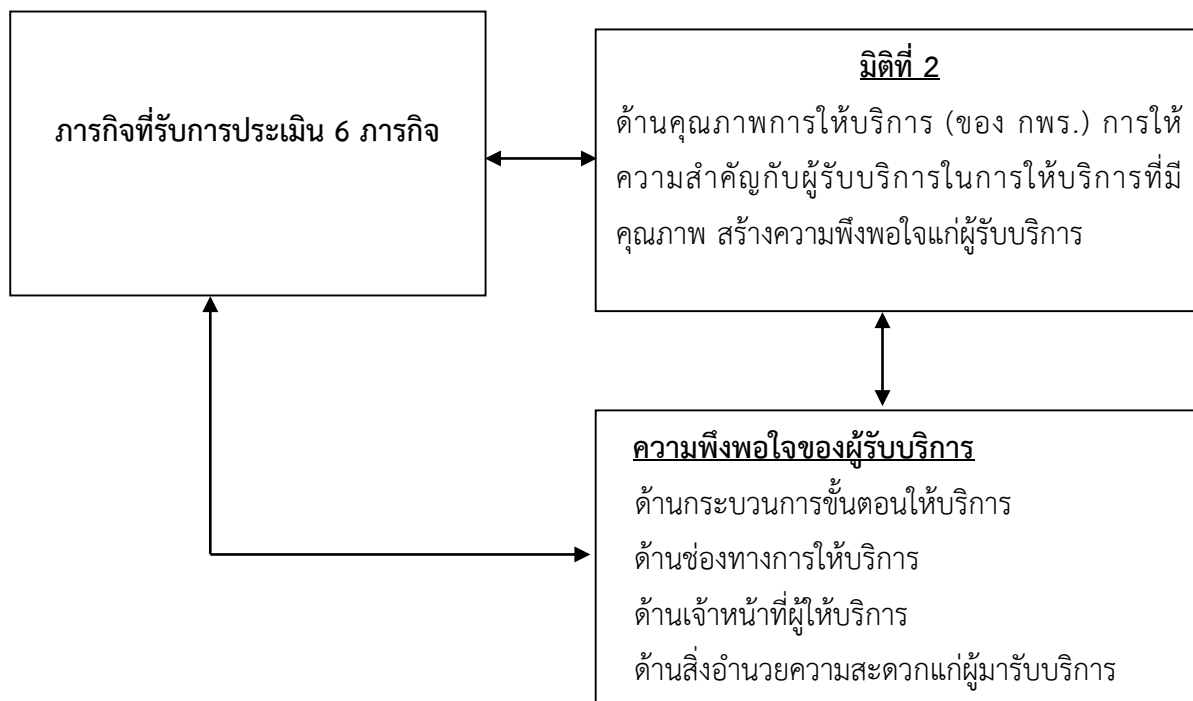 ภารกิจที่รับการประเมิน 6 ภารกิจ
มิติที่ 2
ด้านคุณภาพการให้บริการ (ของ กพร.) การให้
ความสำคัญกับผู้รับบริการในการให้บริการที่มี
คุณภาพ สร้างความพึงพอใจแก่ผู้รับบริการ
ความพึงพอใจของผู้รับบริการ
ด้านกระบวนการขั้นตอนให้บริการ
ด้านช่องทางการให้บริการ
ด้านเจ้าหน้าที่ผู้ให้บริการ
ด้านสิ่งอำนวยความสะดวกแก่ผู้มารับบริการ